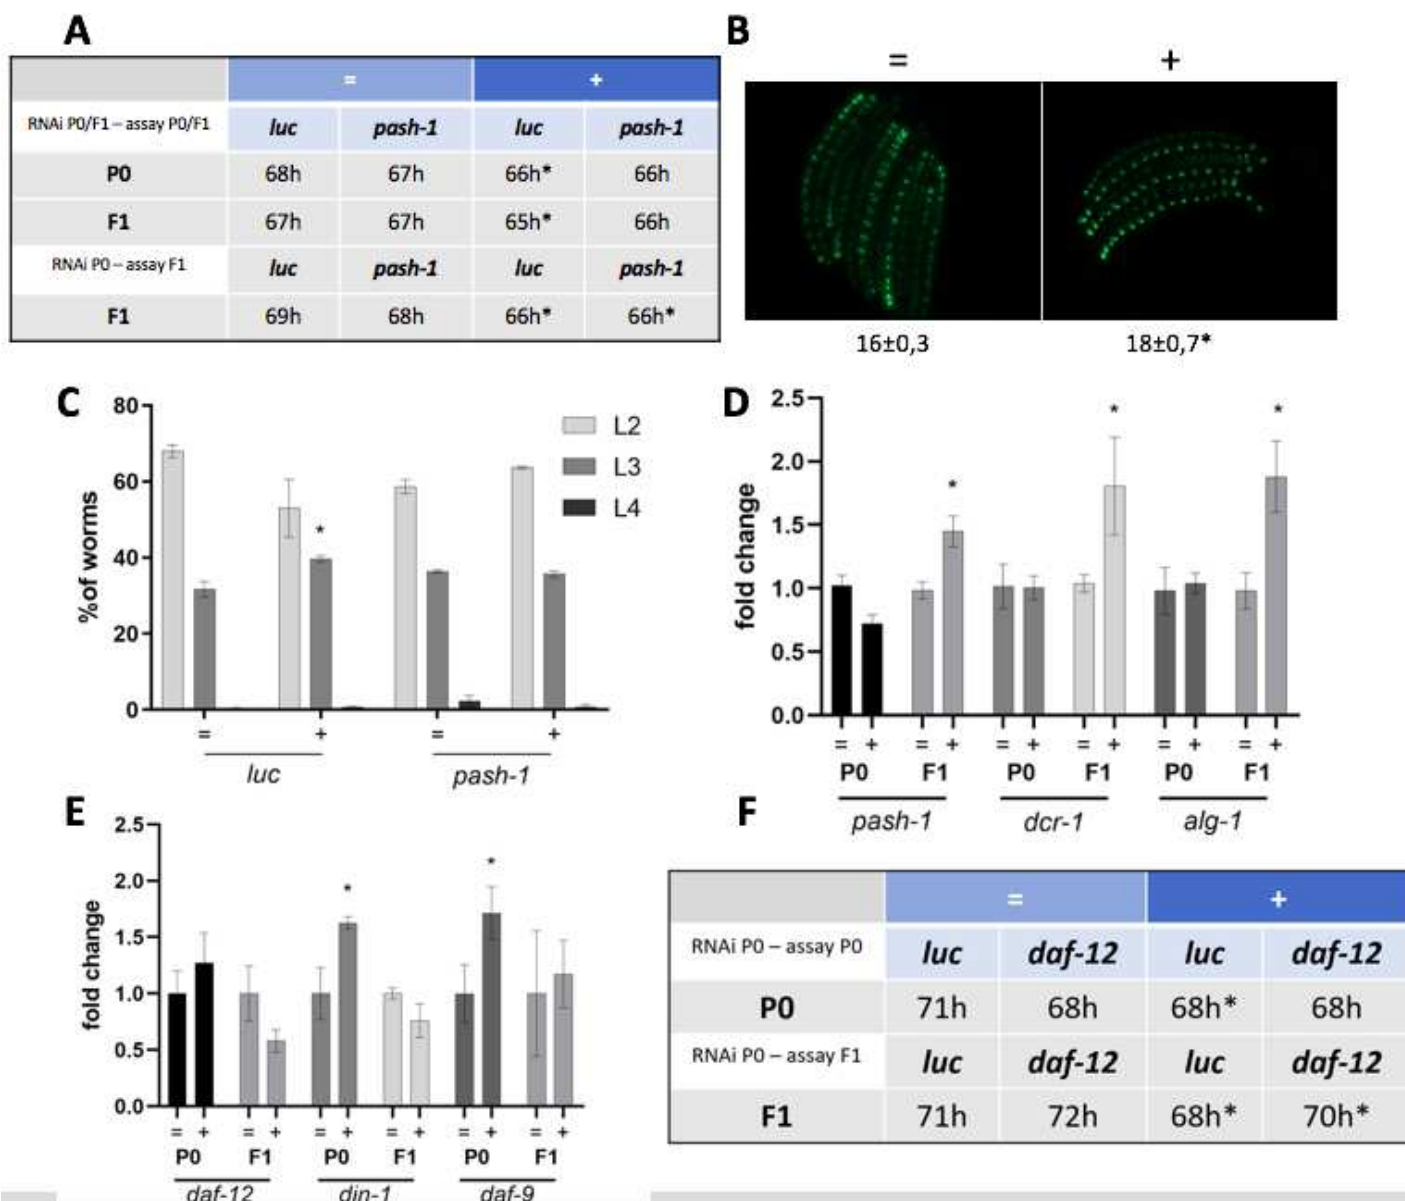 A
= +
RNAi P0/F1 – assay P0/F1 luc pash-1 luc pash-1
P0 68h 67h 66h* 66h
F1 67h 67h 65h* 66h
RNAi P0 – assay F1 luc pash-1 luc pash-1
F1 69h 68h 66h* 66h*
B
= +
16±0,3 18±0,7*
C
80
60
40
20
0
%of worms
*
L2
L3
L4
= + = +
luc pash-1
D
2.5
2.0
1.5
1.0
0.5
0.0
fold change
* * *
= + = + = + = + = + = +
P0 F1 P0 F1 P0 F1
pash-1 dcr-1 alg-1
E
2.5
2.0
1.5
1.0
0.5
0.0
fold change
* *
= + = + = + = + = + = +
P0 F1 P0 F1 P0 F1
daf-12 din-1 daf-9
F
= +
RNAi P0 – assay P0 luc daf-12 luc daf-12
P0 71h 68h 68h* 68h
RNAi P0 – assay F1 luc daf-12 luc daf-12
F1 71h 72h 68h* 70h*